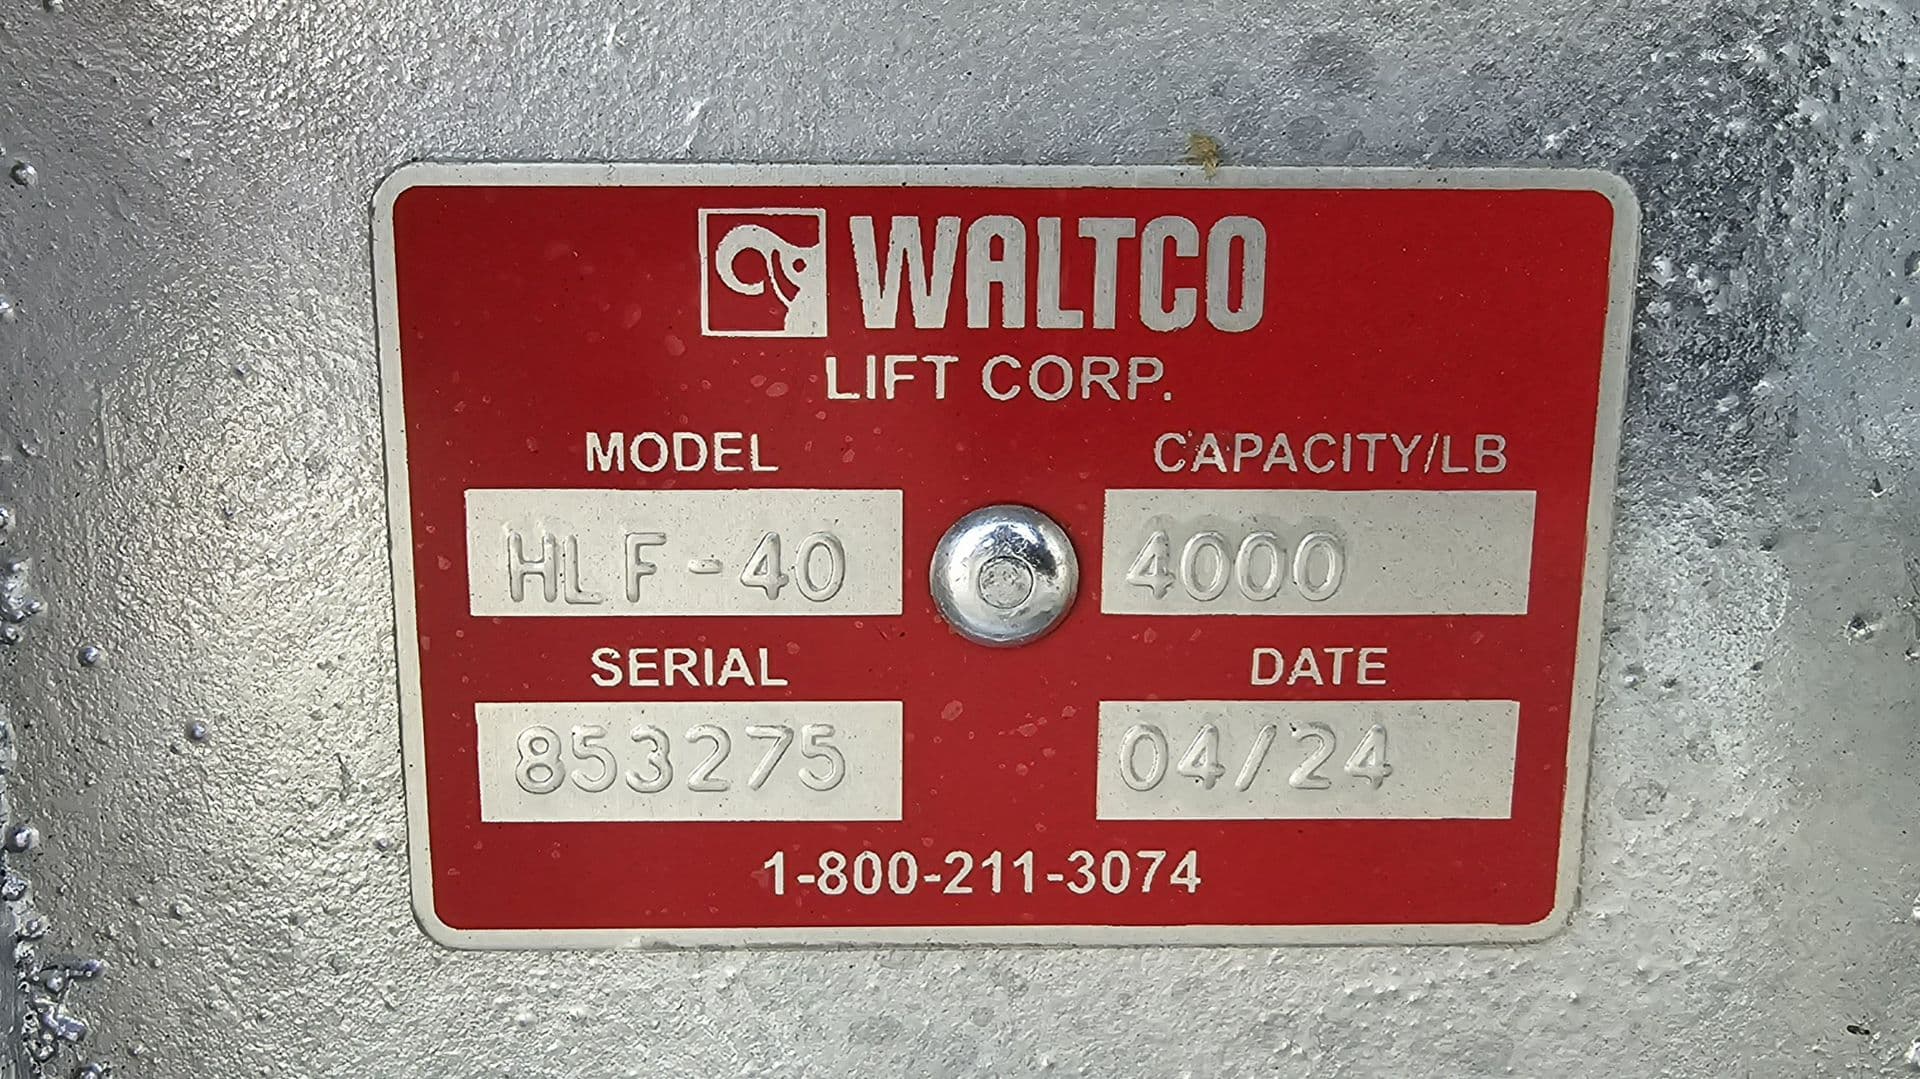 WALTCO
LIFT CORP.
MODEL
CAPACITY/LB
HLF-40
4000
SERIAL
DATE
853275
04/24
1-800-211-3074